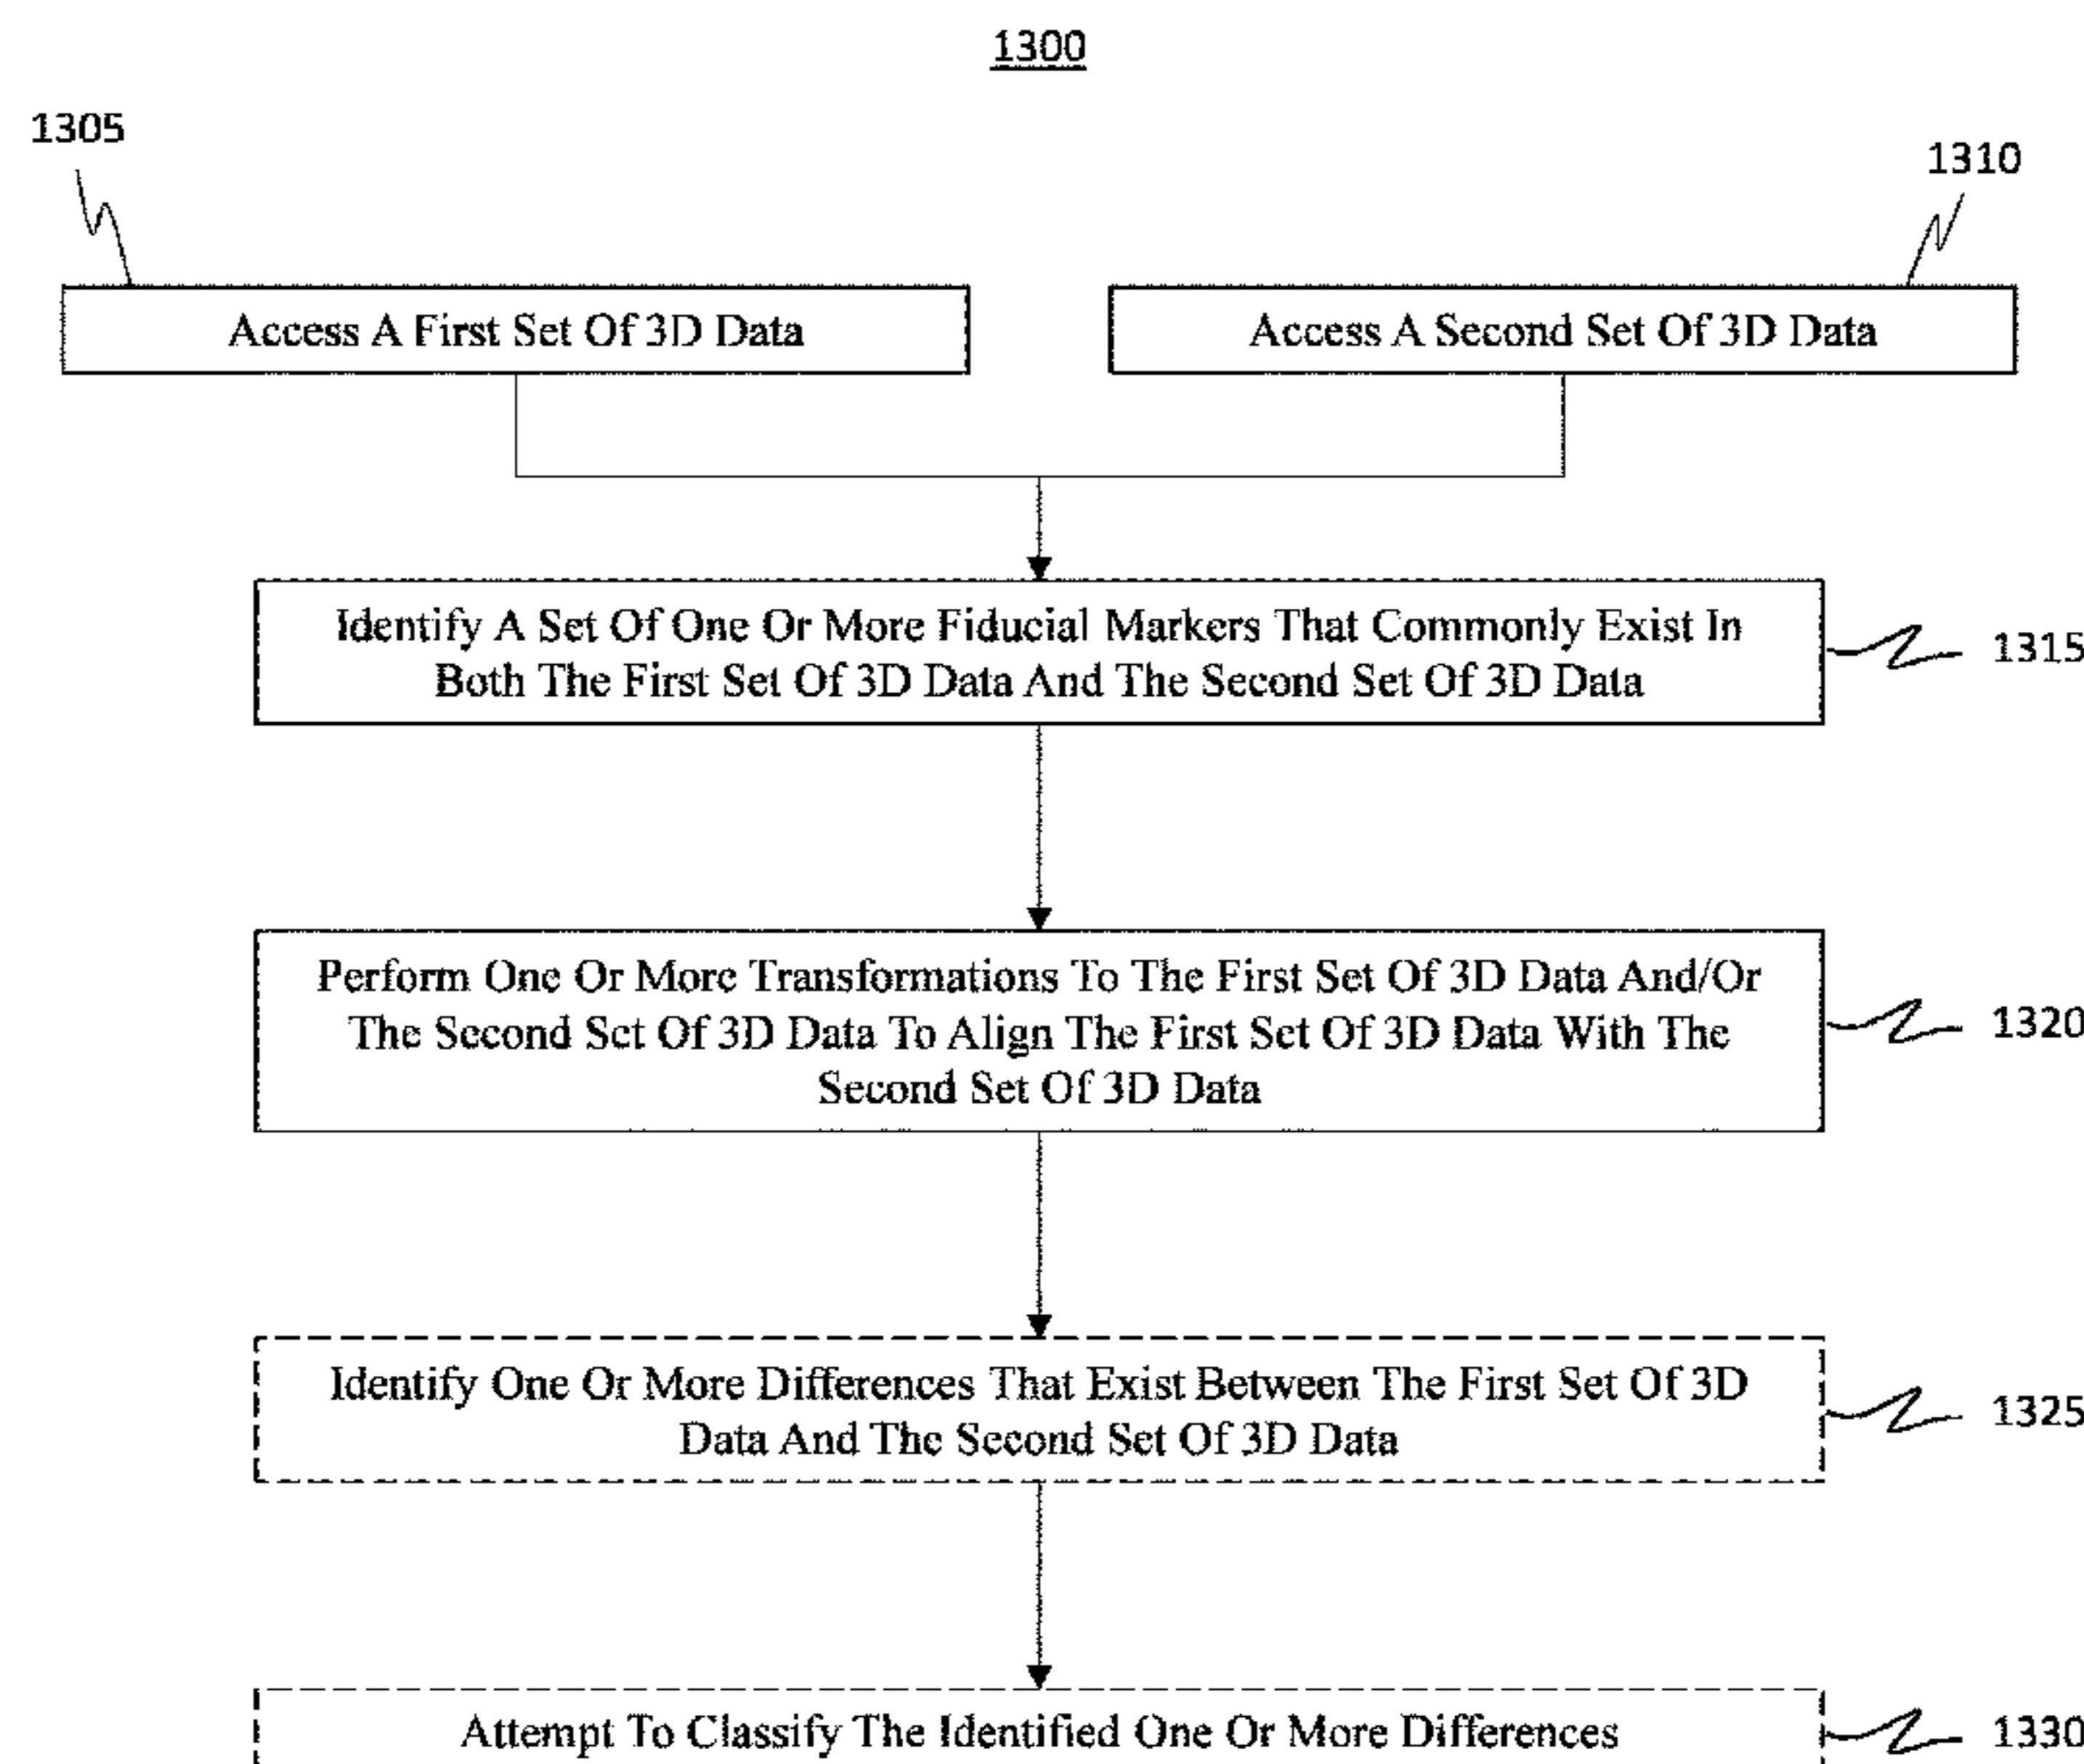 1300
1305
1310
Access A First Set Of 3D Data
Access A Second Set Of 3D Data
Identify A Set Of One Or More Fiducial Markers That Commonly Exist In
Both The First Set Of 3D Data And The Second Set Of 3D Data
1315
Perform One Or More Transformations To The First Set Of 3D Data And/Or
The Second Set Of 3D Data To Align The First Set Of 3D Data With The
Second Set Of 3D Data
1320
Identify One Or More Differences That Exist Between The First Set Of 3D
Data And The Second Set Of 3D Data
1325
Attempt To Classify The Identified One Or More Differences
1330